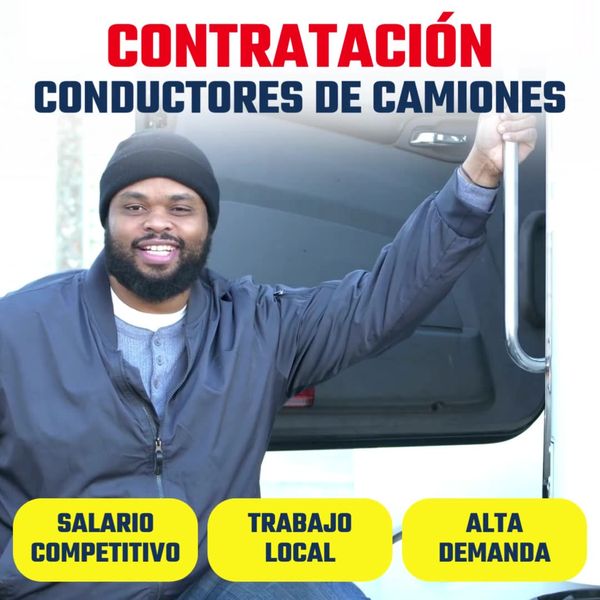 CONTRATACIÓN
CONDUCTORES DE CAMIONES
SALARIO
COMPETITIVO
TRABAJO
LOCAL
ALTA
DEMANDA